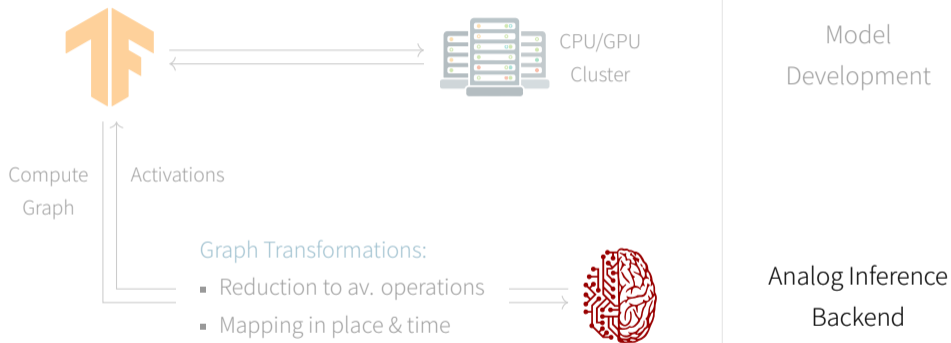 CPU/GPU
Cluster
Model
Development
Compute
Graph
Activations
Graph Transformations:
▪ Reduction to av. operations
▪ Mapping in place & time
Analog Inference
Backend